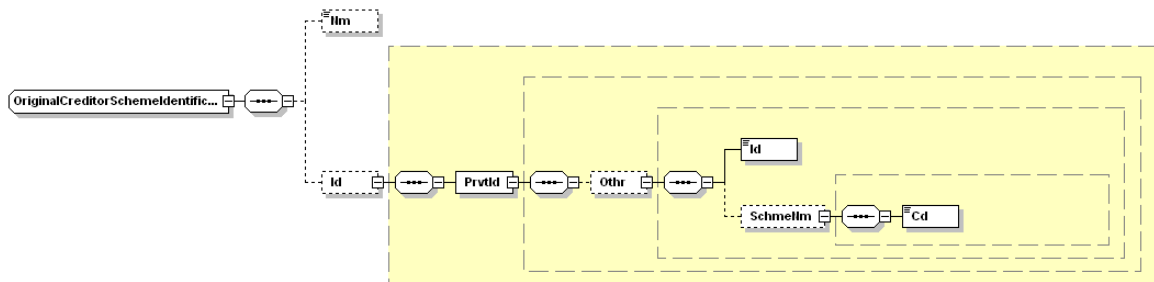 Nm
OriginalCreditorSchemeIdentific...
Id
PrvtId
Othr
Id
SchmeNm
Cd